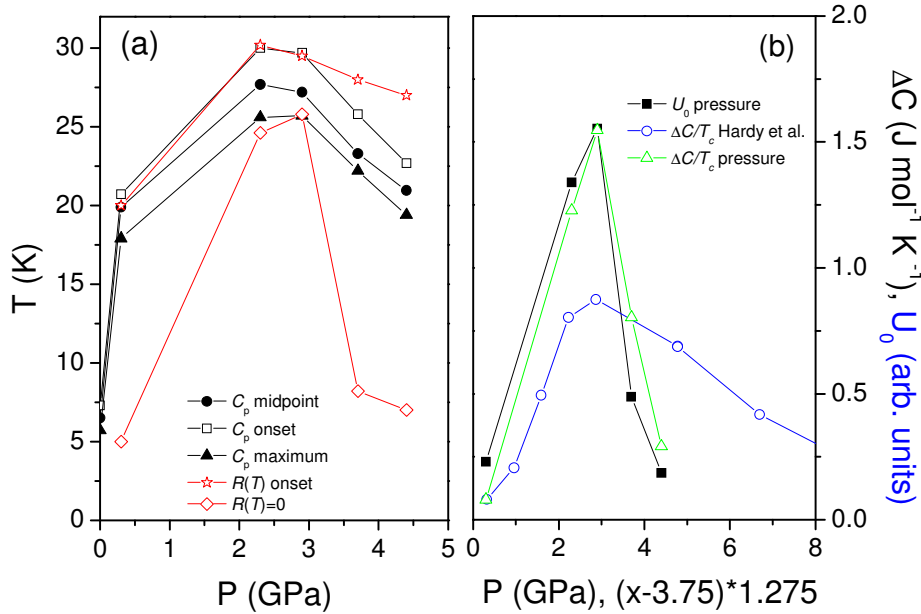 (a)
30
25
20
15
10
5
0
T (K)
C_p midpoint
C_p onset
C_p maximum
R(T) onset
R(T)=0
0 1 2 3 4 5
P (GPa)
(b)
U_0 pressure
ΔC/T_c Hardy et al.
ΔC/T_c pressure
2.0
1.5
1.0
0.5
0.0
ΔC (J mol⁻¹ K⁻¹), U_0 (arb. units)
0 2 4 6 8
P (GPa), (x-3.75)*1.275